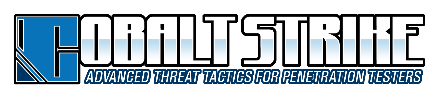 COBALT STRIKE
ADVANCED THREAT TACTICS FOR PENETRATION TESTERS